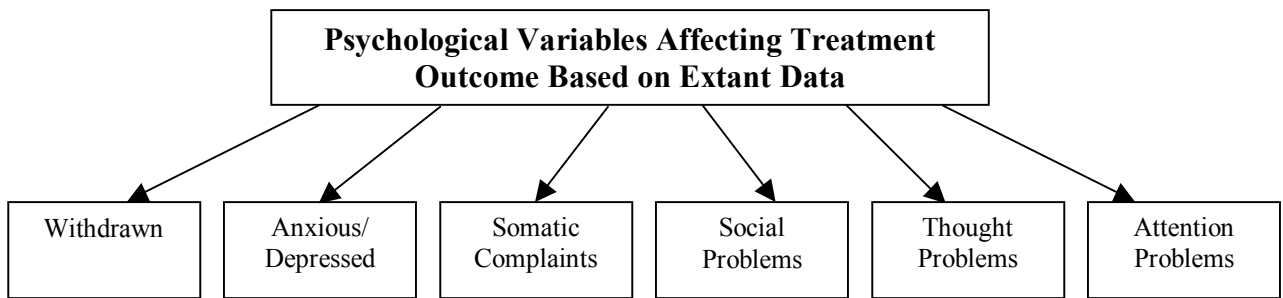 Psychological Variables Affecting Treatment
Outcome Based on Extant Data
Withdrawn
Anxious/
Depressed
Somatic
Complaints
Social
Problems
Thought
Problems
Attention
Problems